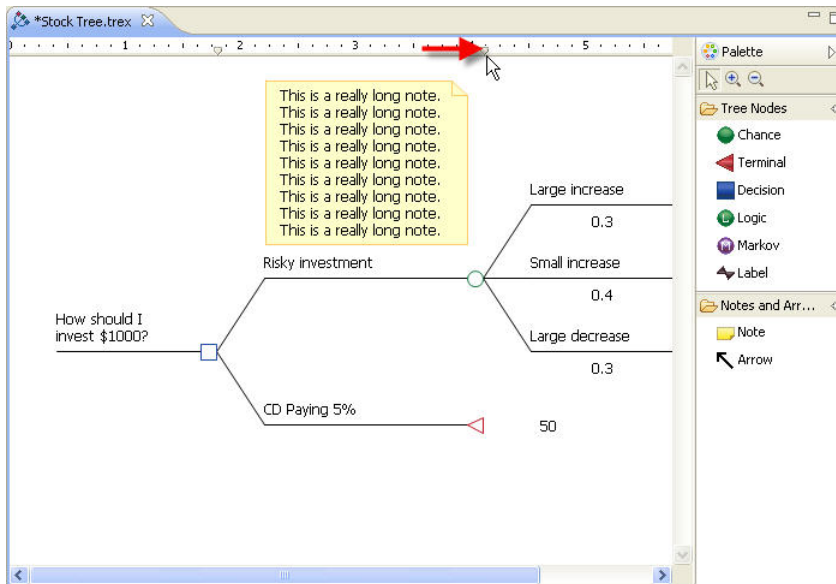 *Stock Tree.trex
0 1 2 3 4 5
Palette
This is a really long note.
This is a really long note.
This is a really long note.
This is a really long note.
This is a really long note.
This is a really long note.
This is a really long note.
This is a really long note.
This is a really long note.
Tree Nodes
Chance
Terminal
Decision
L Logic
M Markov
Label
Notes and Arr...
Note
Arrow
Large increase
0.3
Risky investment
Small increase
0.4
How should I
invest $1000?
Large decrease
0.3
CD Paying 5%
50